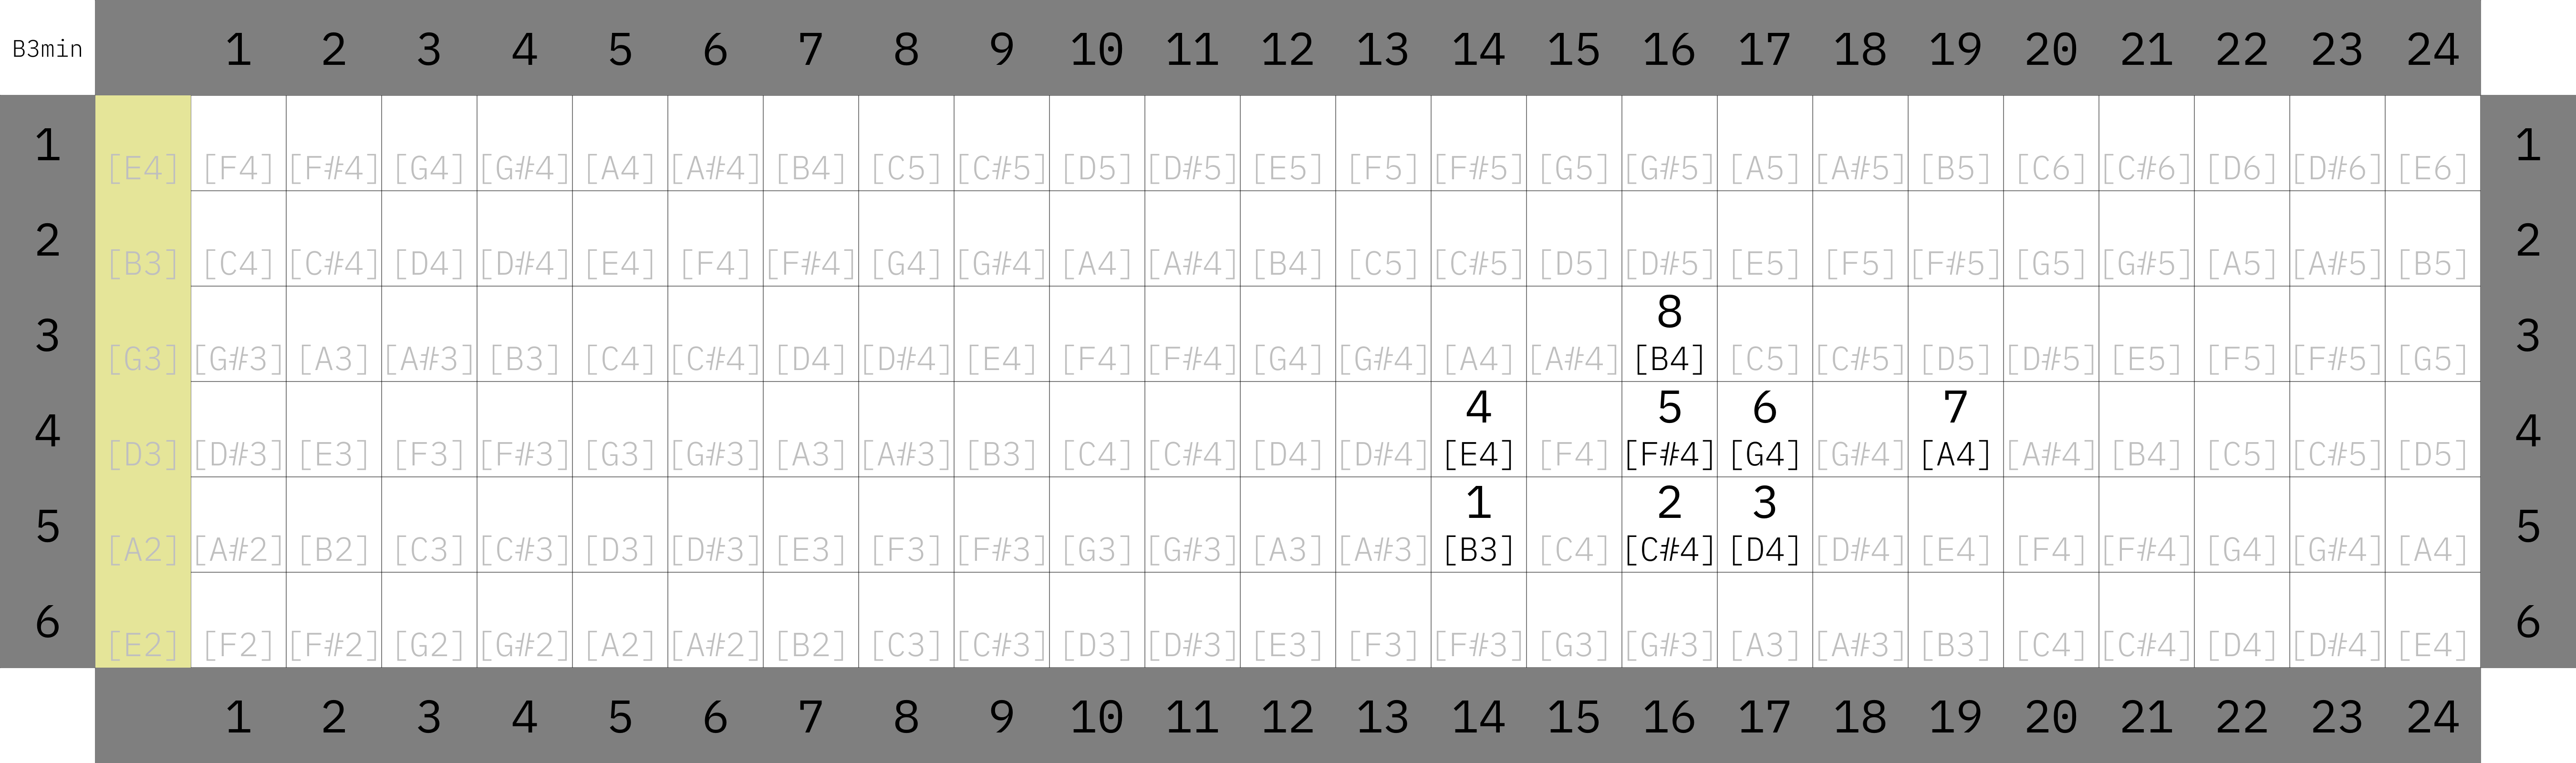 B3min 1 2 3 4 5 6 7 8 9 10 11 12 13 14 15 16 17 18 19 20 21 22 23 24
1 [E4] [F4] [F#4] [G4] [G#4] [A4] [A#4] [B4] [C5] [C#5] [D5] [D#5] [E5] [F5] [F#5] [G5] [G#5] [A5] [A#5] [B5] [C6] [C#6] [D6] [D#6] [E6] 1
2 [B3] [C4] [C#4] [D4] [D#4] [E4] [F4] [F#4] [G4] [G#4] [A4] [A#4] [B4] [C5] [C#5] [D5] [D#5] [E5] [F5] [F#5] [G5] [G#5] [A5] [A#5] [B5] 2
8
3 [G3] [G#3] [A3] [A#3] [B3] [C4] [C#4] [D4] [D#4] [E4] [F4] [F#4] [G4] [G#4] [A4] [A#4] [B4] [C5] [C#5] [D5] [D#5] [E5] [F5] [F#5] [G5] 3
4 5 6 7
4 [D3] [D#3] [E3] [F3] [F#3] [G3] [G#3] [A3] [A#3] [B3] [C4] [C#4] [D4] [D#4] [E4] [F4] [F#4] [G4] [G#4] [A4] [A#4] [B4] [C5] [C#5] [D5] 4
1 2 3
5 [A2] [A#2] [B2] [C3] [C#3] [D3] [D#3] [E3] [F3] [F#3] [G3] [G#3] [A3] [A#3] [B3] [C4] [C#4] [D4] [D#4] [E4] [F4] [F#4] [G4] [G#4] [A4] 5
6 [E2] [F2] [F#2] [G2] [G#2] [A2] [A#2] [B2] [C3] [C#3] [D3] [D#3] [E3] [F3] [F#3] [G3] [G#3] [A3] [A#3] [B3] [C4] [C#4] [D4] [D#4] [E4] 6
1 2 3 4 5 6 7 8 9 10 11 12 13 14 15 16 17 18 19 20 21 22 23 24